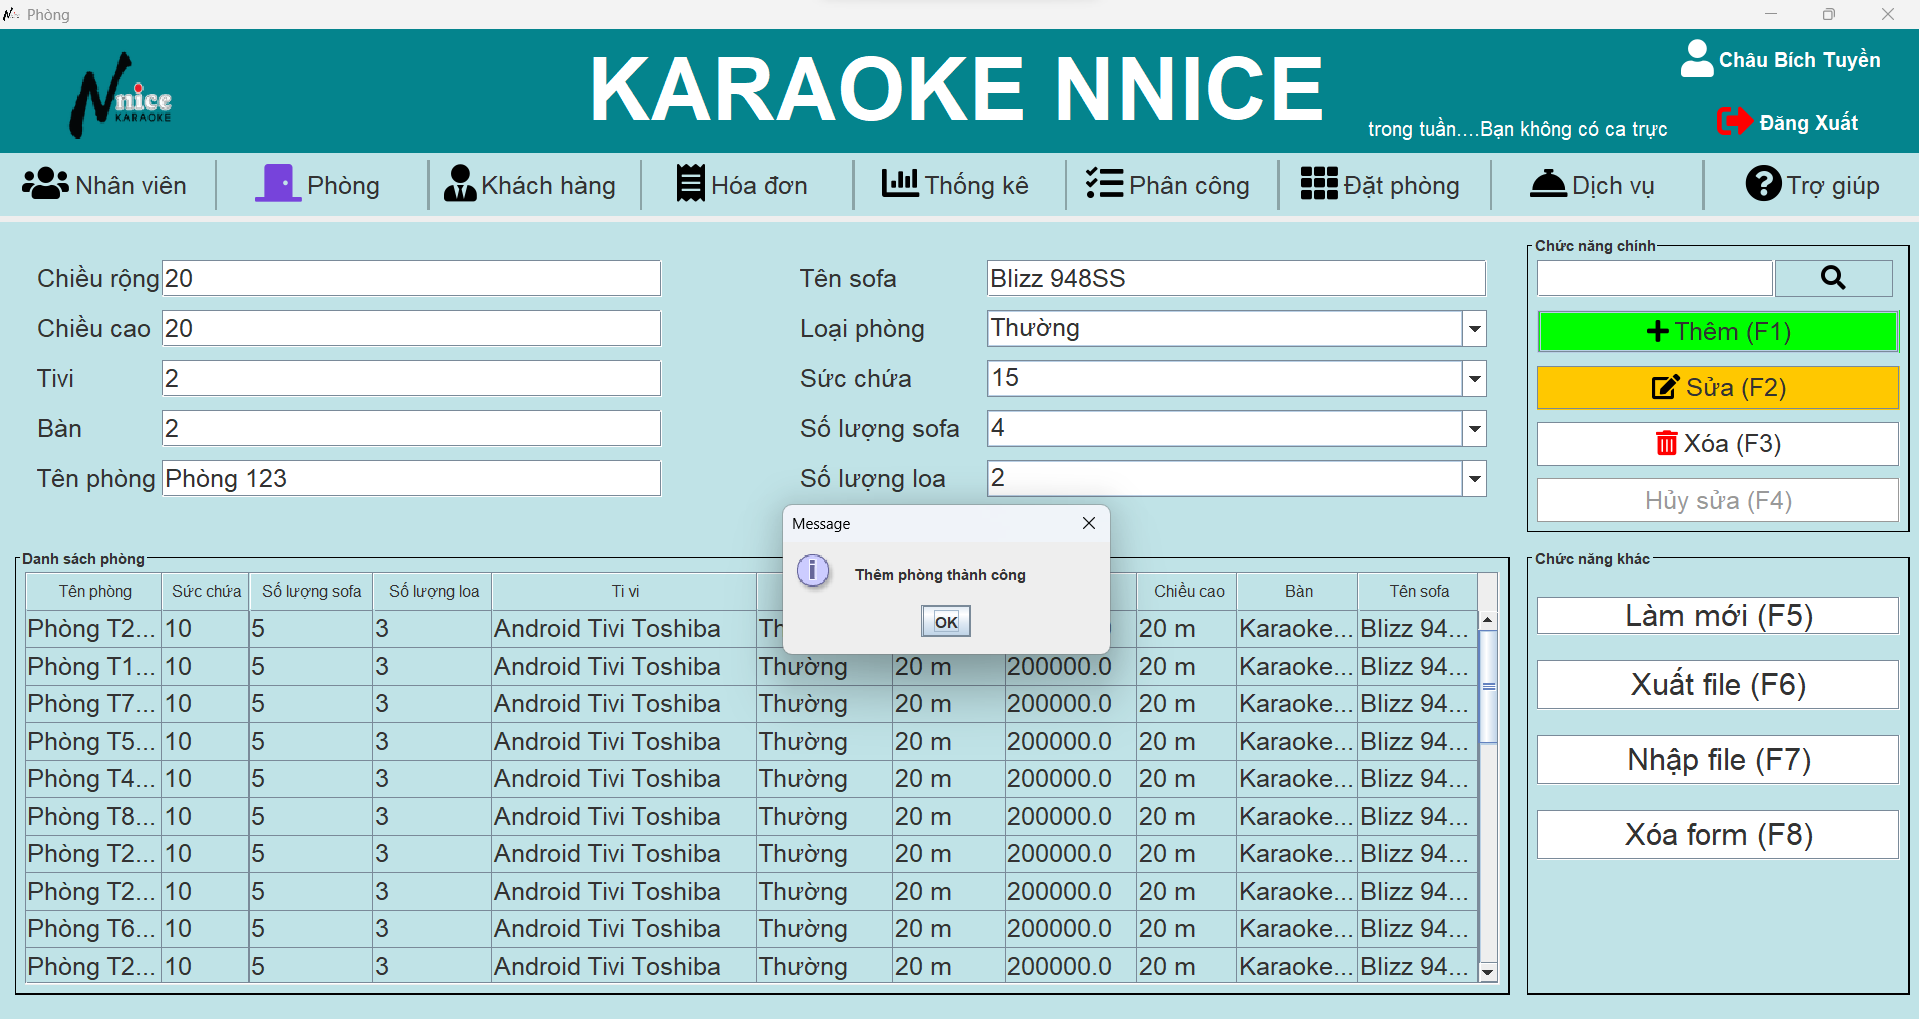 Phòng
Nnice
KARAOKE
KARAOKE NNICE
Châu Bích Tuyền
trong tuần....Bạn không có ca trực
Đăng Xuất
Nhân viên
Phòng
Khách hàng
Hóa đơn
Thống kê
Phân công
Đặt phòng
Dịch vụ
Trợ giúp
Chiều rộng 20
Chiều cao 20
Tivi 2
Bàn 2
Tên phòng Phòng 123
Tên sofa Blizz 948SS
Loại phòng Thường
Sức chứa 15
Số lượng sofa 4
Số lượng loa 2
Chức năng chính
Thêm (F1)
Sửa (F2)
Xóa (F3)
Hủy sửa (F4)
Message
Thêm phòng thành công
OK
Danh sách phòng
Tên phòng Sức chứa Số lượng sofa Số lượng loa Ti vi Chiều cao Bàn Tên sofa
Phòng T2... 10 5 3 Android Tivi Toshiba 20 m Karaoke... Blizz 94...
Phòng T1... 10 5 3 Android Tivi Toshiba Thường 20 m 200000.0 20 m Karaoke... Blizz 94...
Phòng T7... 10 5 3 Android Tivi Toshiba Thường 20 m 200000.0 20 m Karaoke... Blizz 94...
Phòng T5... 10 5 3 Android Tivi Toshiba Thường 20 m 200000.0 20 m Karaoke... Blizz 94...
Phòng T4... 10 5 3 Android Tivi Toshiba Thường 20 m 200000.0 20 m Karaoke... Blizz 94...
Phòng T8... 10 5 3 Android Tivi Toshiba Thường 20 m 200000.0 20 m Karaoke... Blizz 94...
Phòng T2... 10 5 3 Android Tivi Toshiba Thường 20 m 200000.0 20 m Karaoke... Blizz 94...
Phòng T2... 10 5 3 Android Tivi Toshiba Thường 20 m 200000.0 20 m Karaoke... Blizz 94...
Phòng T6... 10 5 3 Android Tivi Toshiba Thường 20 m 200000.0 20 m Karaoke... Blizz 94...
Phòng T2... 10 5 3 Android Tivi Toshiba Thường 20 m 200000.0 20 m Karaoke... Blizz 94...
Chức năng khác
Làm mới (F5)
Xuất file (F6)
Nhập file (F7)
Xóa form (F8)